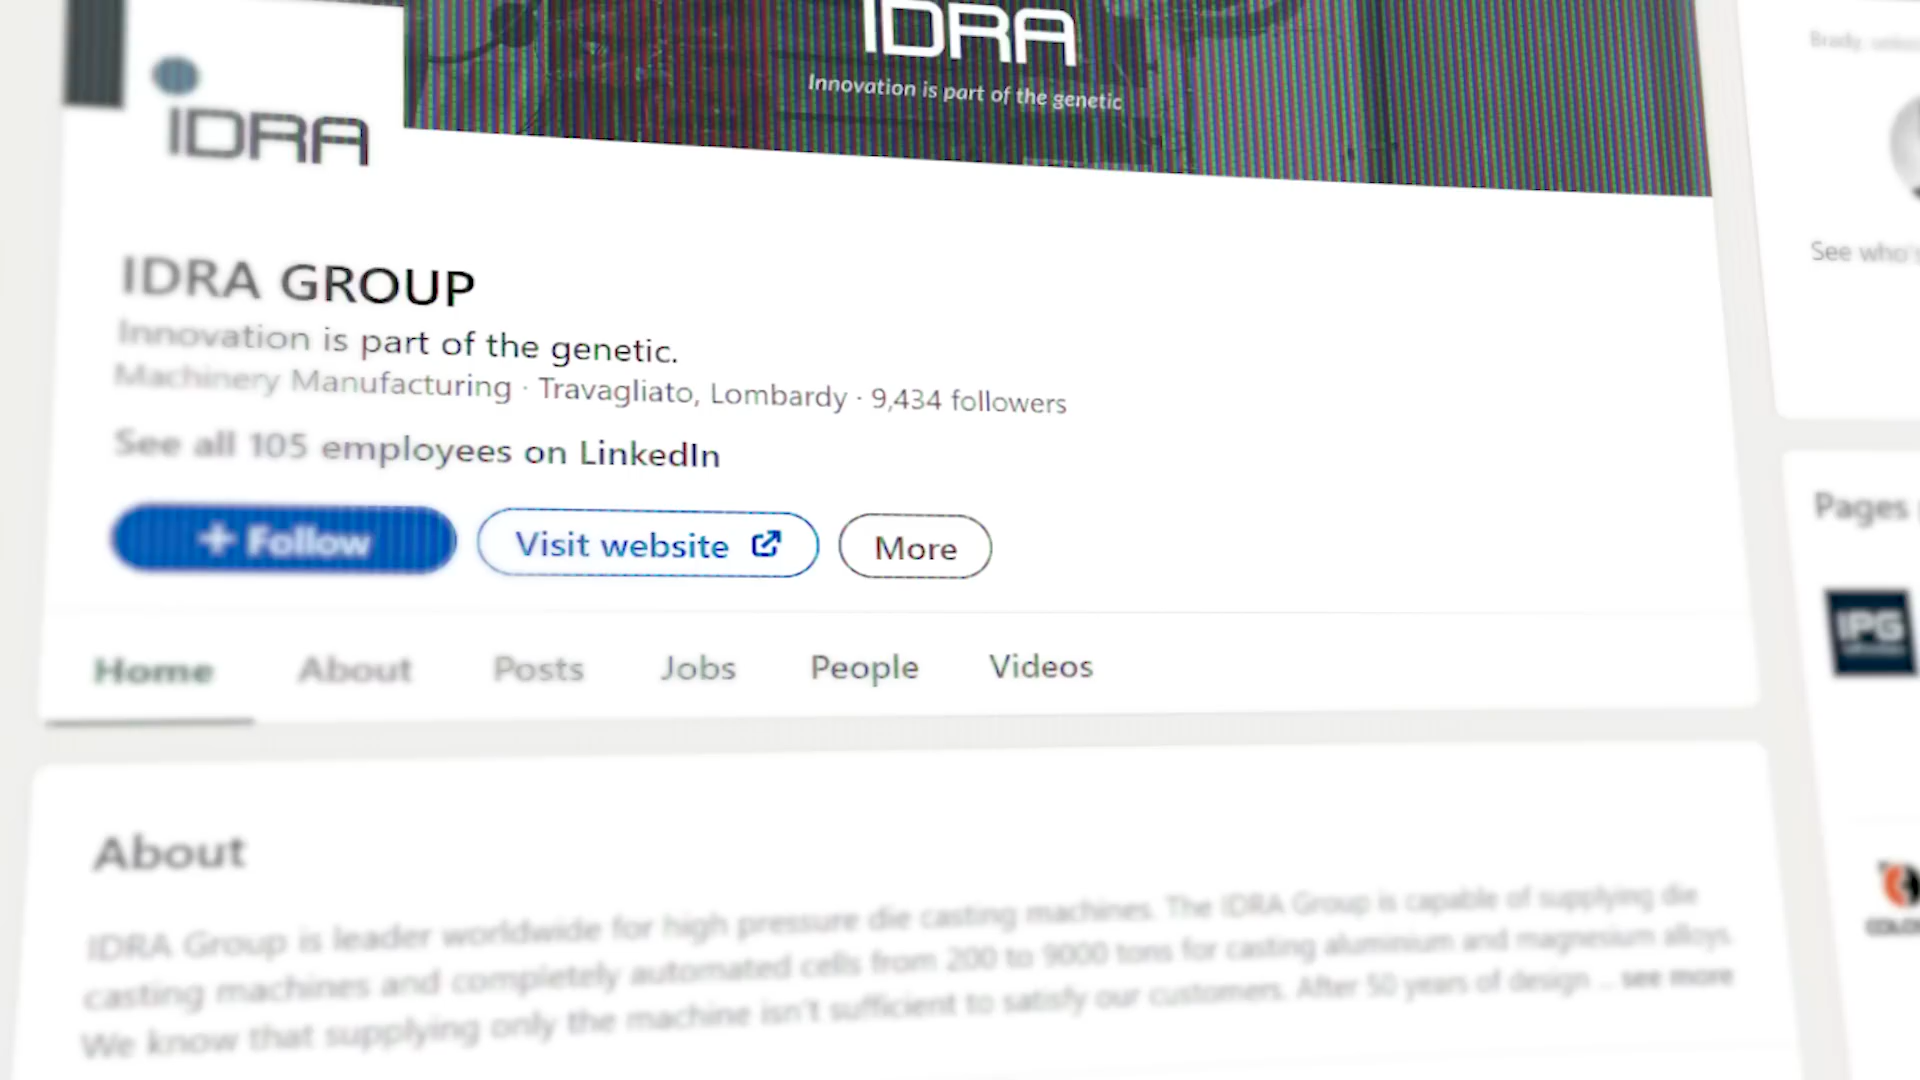 IDRA
Innovation is part of the genetic
IDRA
IDRA GROUP
Innovation is part of the genetic.
Machinery Manufacturing · Travagliato, Lombardy · 9,434 followers
See all 105 employees on LinkedIn
+ Follow
Visit website
More
Home About Posts Jobs People Videos
About
IDRA Group is leader worldwide for high pressure die casting machines. The IDRA Group is capable of supplying die
casting machines and completely automated cells from 200 to 9000 tons for casting aluminium and magnesium alloys.
We know that supplying only the machine isn't sufficient to satisfy our customers. After 50 years of design ... see more
See who's
Pages
IPG